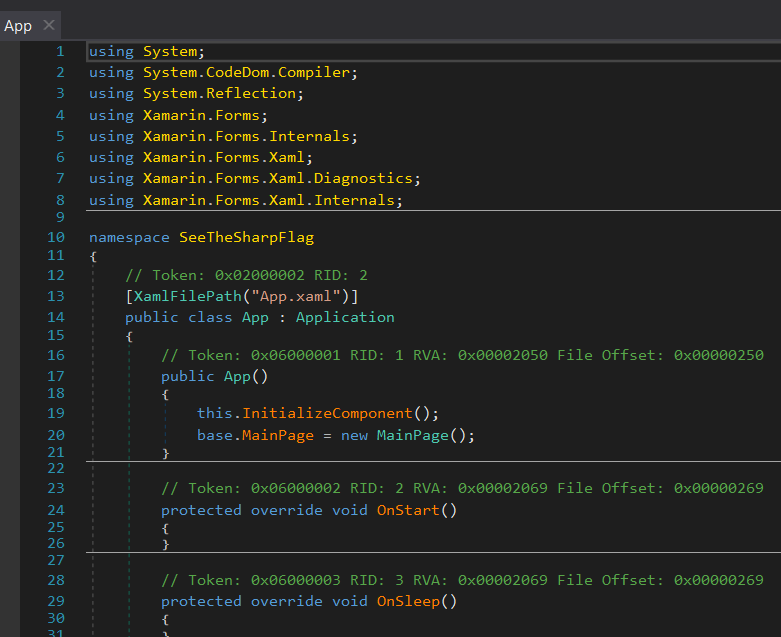 App ×
1 using System;
2 using System.CodeDom.Compiler;
3 using System.Reflection;
4 using Xamarin.Forms;
5 using Xamarin.Forms.Internals;
6 using Xamarin.Forms.Xaml;
7 using Xamarin.Forms.Xaml.Diagnostics;
8 using Xamarin.Forms.Xaml.Internals;
9
10 namespace SeeTheSharpFlag
11 {
12     // Token: 0x02000002 RID: 2
13     [XamlFilePath("App.xaml")]
14     public class App : Application
15     {
16         // Token: 0x06000001 RID: 1 RVA: 0x00002050 File Offset: 0x00000250
17         public App()
18         {
19             this.InitializeComponent();
20             base.MainPage = new MainPage();
21         }
22
23         // Token: 0x06000002 RID: 2 RVA: 0x00002069 File Offset: 0x00000269
24         protected override void OnStart()
25         {
26         }
27
28         // Token: 0x06000003 RID: 3 RVA: 0x00002069 File Offset: 0x00000269
29         protected override void OnSleep()
30         {
31         }